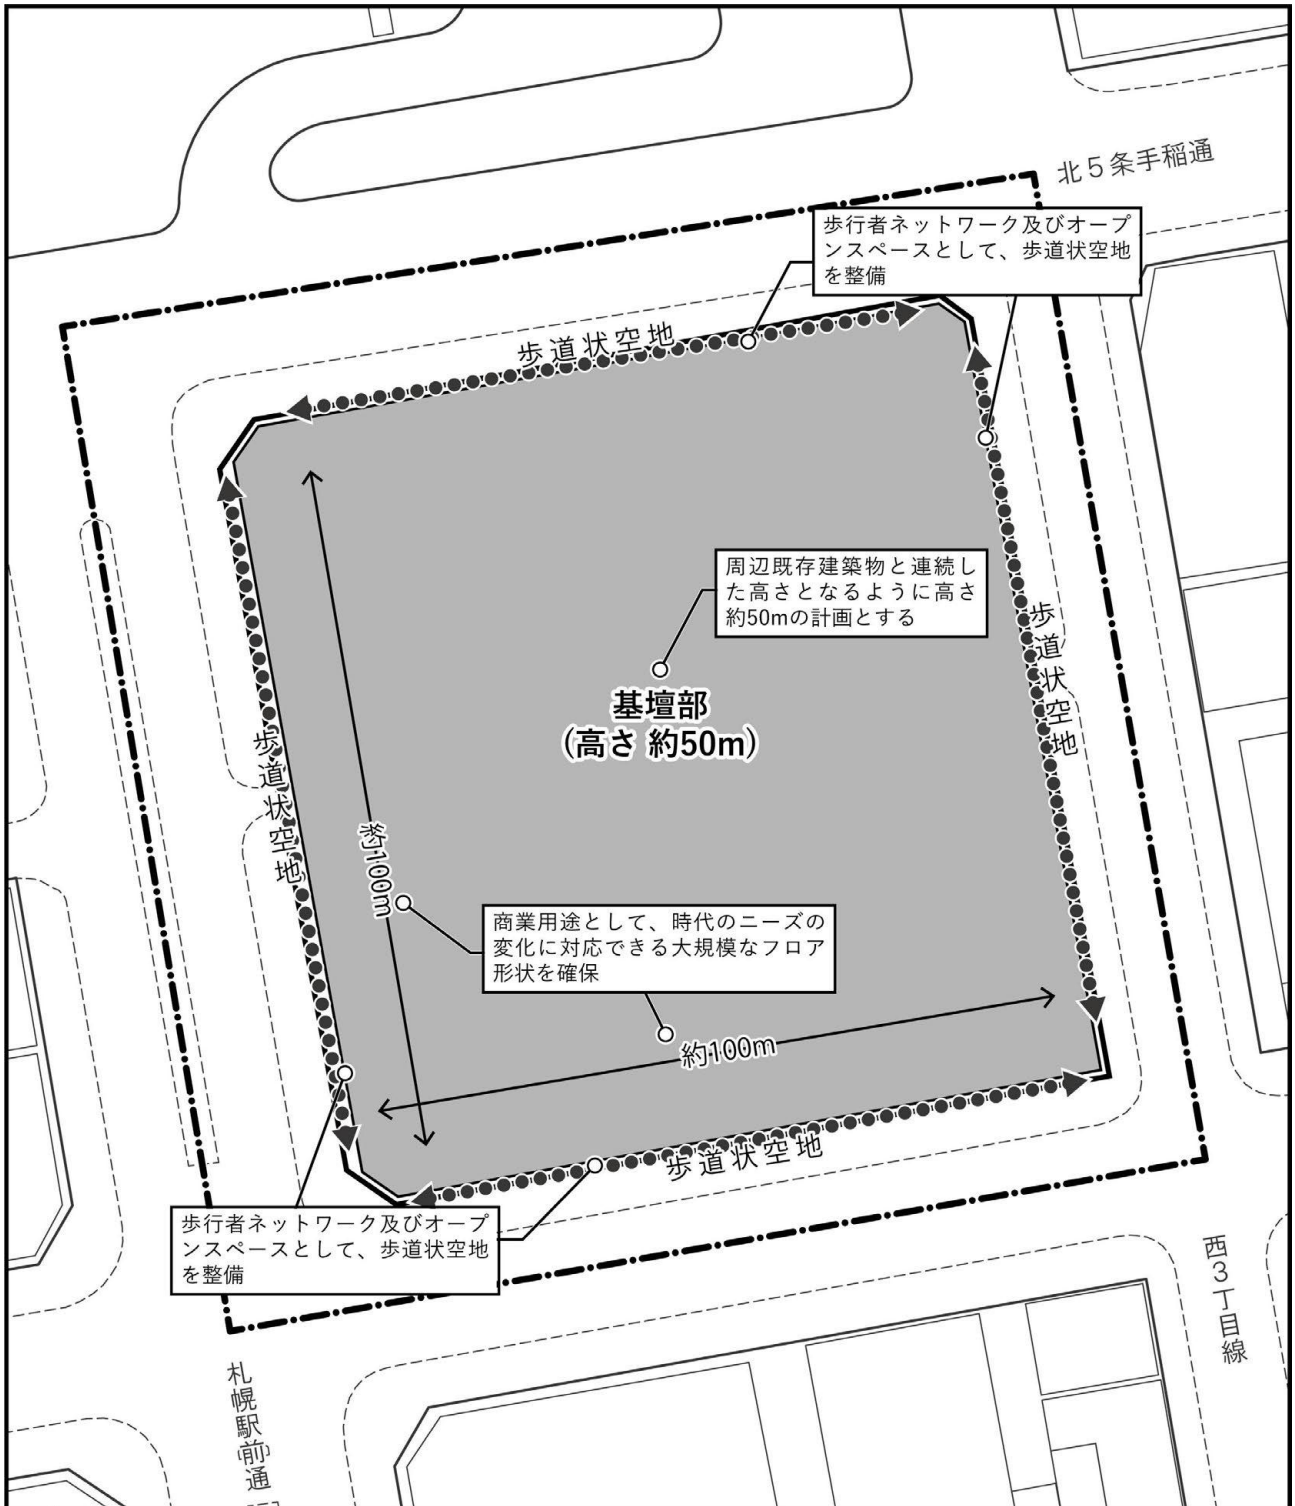 北5条手稲通
歩行者ネットワーク及びオープ
ンスペースとして、歩道状空地
を整備
歩道状空地
周辺既存建築物と連続し
た高さとなるように高さ
約50mの計画とする
歩道状空地
基壇部
(高さ 約50m)
歩道状空地
約100m
商業用途として、時代のニーズの
変化に対応できる大規模なフロア
形状を確保
約100m
歩道状空地
歩行者ネットワーク及びオープ
ンスペースとして、歩道状空地
を整備
西3丁目線
札幌駅前通